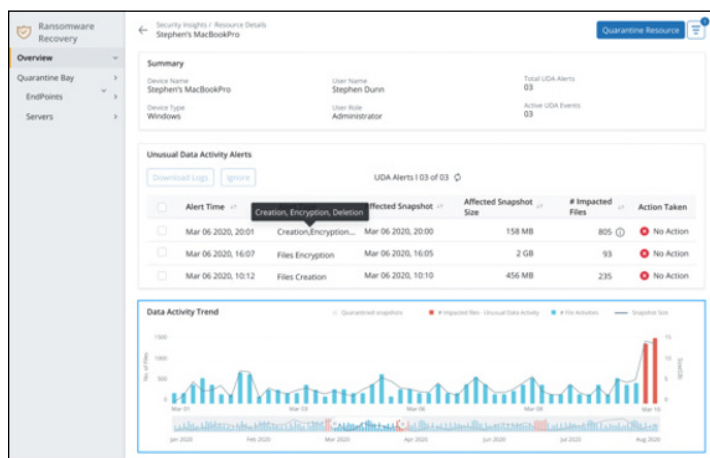 Ransomware
Recovery
Overview
Quarantine Bay
EndPoints
Servers
Security Insights / Resource Details
Stephen's MacBookPro
Quarantine Resource
Summary
Device Name
Stephen's MacBookPro
User Name
Stephen Dunn
Total UDA Alerts
03
Device Type
Windows
User Role
Administrator
Active UDA Events
03
Unusual Data Activity Alerts
Download Logs
Ignore
UDA Alerts I 03 of 03
Alert Time
Creation, Encryption, Deletion
Affected Snapshot
Affected Snapshot
Size
# Impacted
Files
Action Taken
Mar 06 2020, 20:01 Creation,Encryption... Mar 06 2020, 20:00 158 MB 805 No Action
Mar 06 2020, 16:07 Files Encryption Mar 06 2020, 16:05 2 GB 93 No Action
Mar 06 2020, 10:12 Files Creation Mar 06 2020, 10:10 456 MB 235 No Action
Data Activity Trend
Quarantined snapshots
# Impacted files - Unusual Data Activity
# File Activities
Snapshot Size
No. of Files
1500
1000
500
0
15
10
5
0
Mar 01 Mar 03 Mar 06 Mar 08 Mar 10
Jan 2020 Feb 2020 Mar 2020 Apr 2020 Jun 2020 Jul 2020 Aug 2020